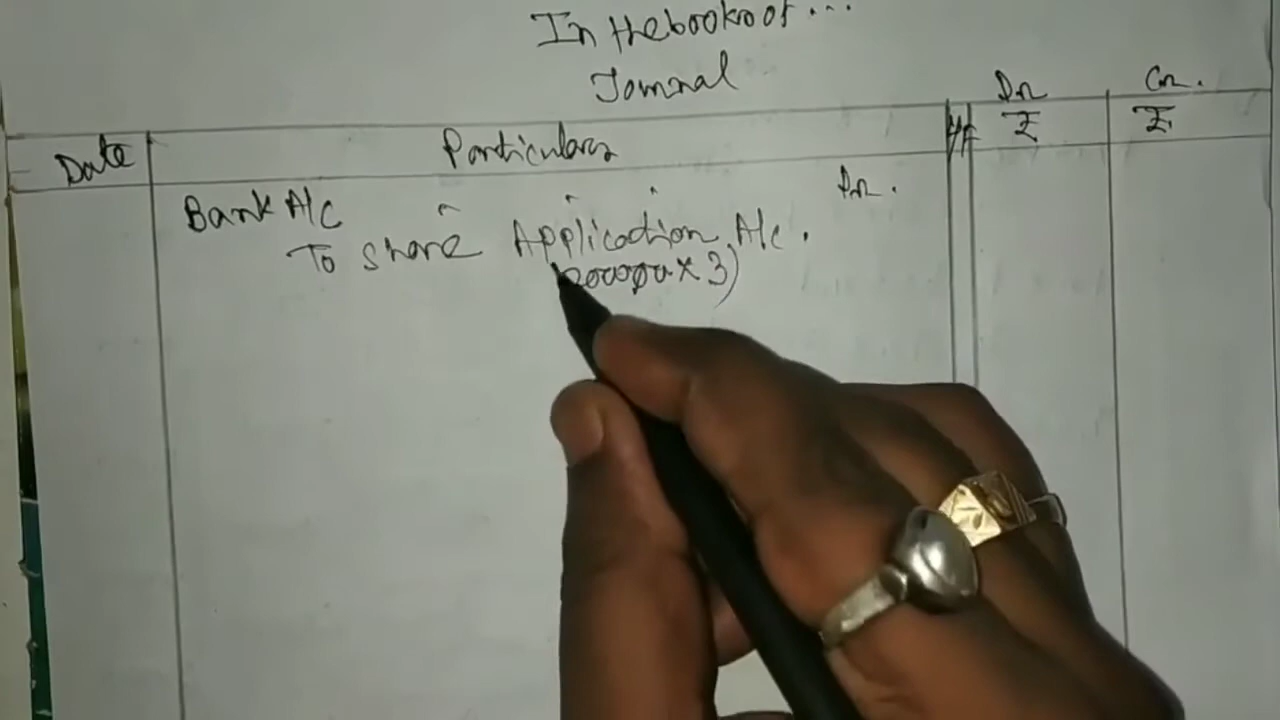 In the books of ...
Journal
Date Particulars Dr. Cr.
₹ ₹
Bank A/c Dr.
To Share Application A/c.
× 3)